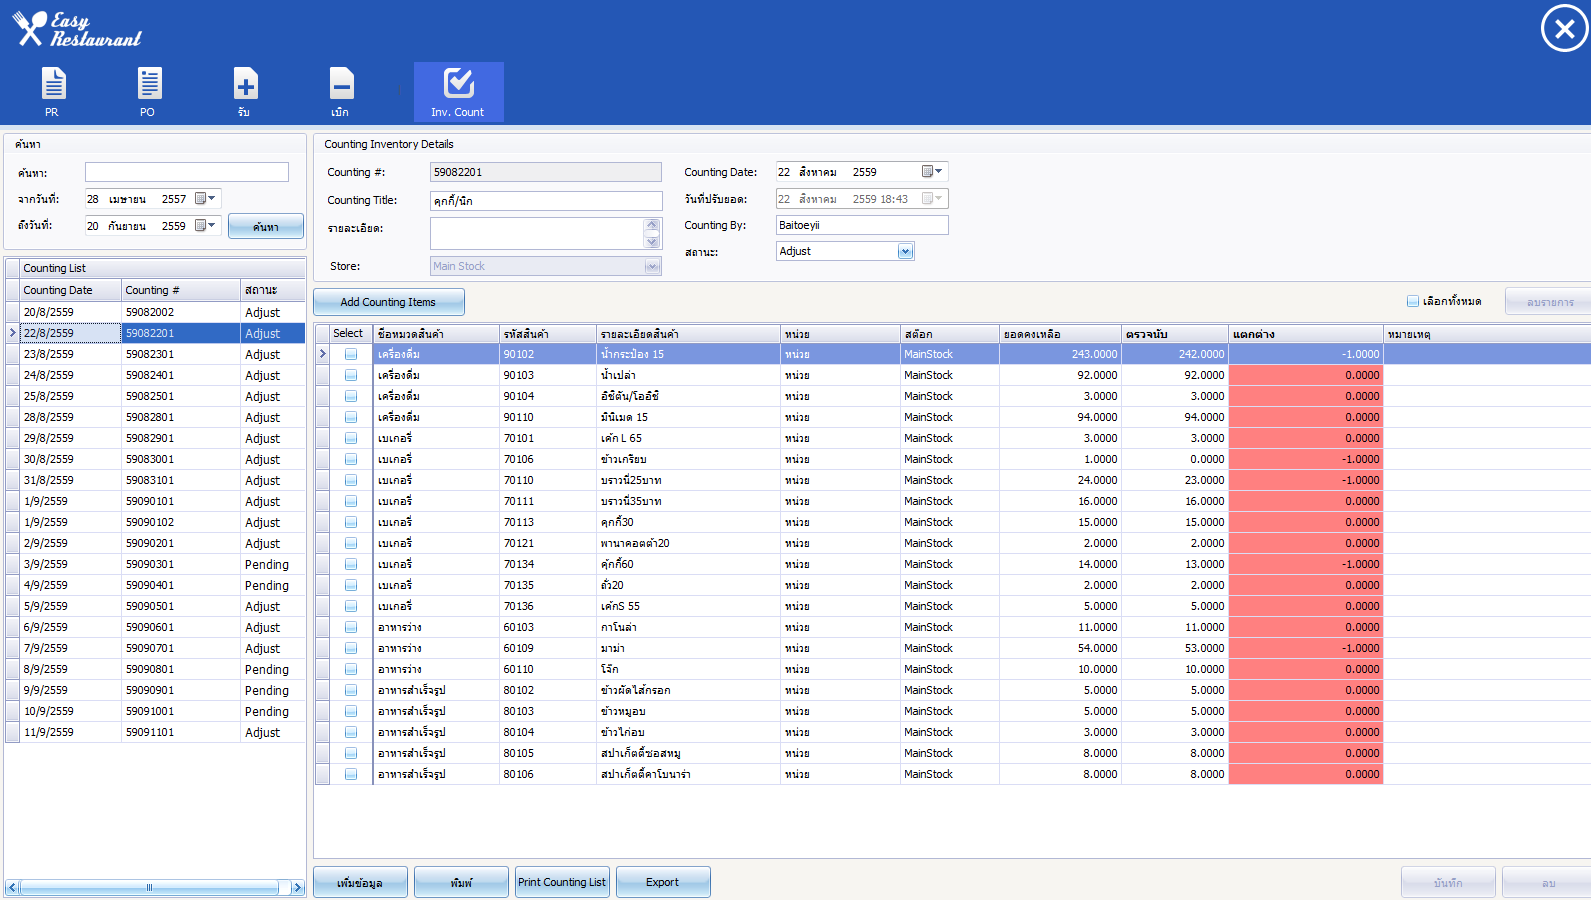 Easy
Restaurant
PR PO รับ เบิก Inv. Count
ค้นหา
ค้นหา:
จากวันที่: 28 เมษายน 2557
ถึงวันที่: 20 กันยายน 2559 ค้นหา
Counting Inventory Details
Counting #: 59082201 Counting Date: 22 สิงหาคม 2559
Counting Title: คุกกี้/นิก วันที่ปรับยอด: 22 สิงหาคม 2559 18:43
รายละเอียด: Counting By: Baitoeyii
Store: Main Stock สถานะ: Adjust
Counting List
Counting Date Counting # สถานะ
20/8/2559 59082002 Adjust
22/8/2559 59082201 Adjust
23/8/2559 59082301 Adjust
24/8/2559 59082401 Adjust
25/8/2559 59082501 Adjust
28/8/2559 59082801 Adjust
29/8/2559 59082901 Adjust
30/8/2559 59083001 Adjust
31/8/2559 59083101 Adjust
1/9/2559 59090101 Adjust
1/9/2559 59090102 Adjust
2/9/2559 59090201 Adjust
3/9/2559 59090301 Pending
4/9/2559 59090401 Pending
5/9/2559 59090501 Adjust
6/9/2559 59090601 Adjust
7/9/2559 59090701 Adjust
8/9/2559 59090801 Pending
9/9/2559 59090901 Pending
10/9/2559 59091001 Pending
11/9/2559 59091101 Adjust
Add Counting Items เลือกทั้งหมด ลบรายการ
Select ชื่อหมวดสินค้า รหัสสินค้า รายละเอียดสินค้า หน่วย สต๊อก ยอดคงเหลือ ตรวจนับ แตกต่าง หมายเหตุ
เครื่องดื่ม 90102 น้ำกระป๋อง 15 หน่วย MainStock 243.0000 242.0000 -1.0000
เครื่องดื่ม 90103 น้ำเปล่า หน่วย MainStock 92.0000 92.0000 0.0000
เครื่องดื่ม 90104 อิชิตัน/โออิชิ หน่วย MainStock 3.0000 3.0000 0.0000
เครื่องดื่ม 90110 มินิเมด 15 หน่วย MainStock 94.0000 94.0000 0.0000
เบเกอรี่ 70101 เค้ก L 65 หน่วย MainStock 3.0000 3.0000 0.0000
เบเกอรี่ 70106 ข้าวเกรียบ หน่วย MainStock 1.0000 0.0000 -1.0000
เบเกอรี่ 70110 บราวนี่25บาท หน่วย MainStock 24.0000 23.0000 -1.0000
เบเกอรี่ 70111 บราวนี่35บาท หน่วย MainStock 16.0000 16.0000 0.0000
เบเกอรี่ 70113 คุกกี้30 หน่วย MainStock 15.0000 15.0000 0.0000
เบเกอรี่ 70121 พานาคอตต้า20 หน่วย MainStock 2.0000 2.0000 0.0000
เบเกอรี่ 70134 คุ้กกี้60 หน่วย MainStock 14.0000 13.0000 -1.0000
เบเกอรี่ 70135 ถั่ว20 หน่วย MainStock 2.0000 2.0000 0.0000
เบเกอรี่ 70136 เค้กS 55 หน่วย MainStock 5.0000 5.0000 0.0000
อาหารว่าง 60103 กาโนล่า หน่วย MainStock 11.0000 11.0000 0.0000
อาหารว่าง 60109 มาม่า หน่วย MainStock 54.0000 53.0000 -1.0000
อาหารว่าง 60110 โจ๊ก หน่วย MainStock 10.0000 10.0000 0.0000
อาหารสำเร็จรูป 80102 ข้าวผัดไส้กรอก หน่วย MainStock 5.0000 5.0000 0.0000
อาหารสำเร็จรูป 80103 ข้าวหมูอบ หน่วย MainStock 5.0000 5.0000 0.0000
อาหารสำเร็จรูป 80104 ข้าวไก่อบ หน่วย MainStock 3.0000 3.0000 0.0000
อาหารสำเร็จรูป 80105 สปาเก็ตตี้ซอสหมู หน่วย MainStock 8.0000 8.0000 0.0000
อาหารสำเร็จรูป 80106 สปาเก็ตตี้คาโบนาร่า หน่วย MainStock 8.0000 8.0000 0.0000
เพิ่มข้อมูล พิมพ์ Print Counting List Export บันทึก ลบ